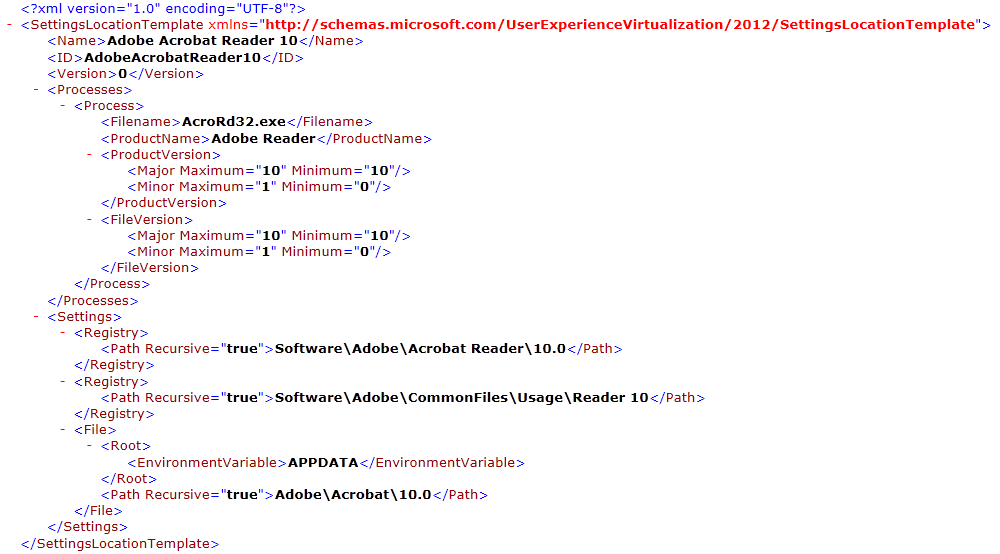 <?xml version="1.0" encoding="UTF-8"?>
- <SettingsLocationTemplate xmlns="http://schemas.microsoft.com/UserExperienceVirtualization/2012/SettingsLocationTemplate">
<Name>Adobe Acrobat Reader 10</Name>
<ID>AdobeAcrobatReader10</ID>
<Version>0</Version>
- <Processes>
- <Process>
<Filename>AcroRd32.exe</Filename>
<ProductName>Adobe Reader</ProductName>
- <ProductVersion>
<Major Maximum="10" Minimum="10"/>
<Minor Maximum="1" Minimum="0"/>
</ProductVersion>
- <FileVersion>
<Major Maximum="10" Minimum="10"/>
<Minor Maximum="1" Minimum="0"/>
</FileVersion>
</Process>
</Processes>
- <Settings>
- <Registry>
<Path Recursive="true">Software\Adobe\Acrobat Reader\10.0</Path>
</Registry>
- <Registry>
<Path Recursive="true">Software\Adobe\CommonFiles\Usage\Reader 10</Path>
</Registry>
- <File>
- <Root>
<EnvironmentVariable>APPDATA</EnvironmentVariable>
</Root>
<Path Recursive="true">Adobe\Acrobat\10.0</Path>
</File>
</Settings>
</SettingsLocationTemplate>